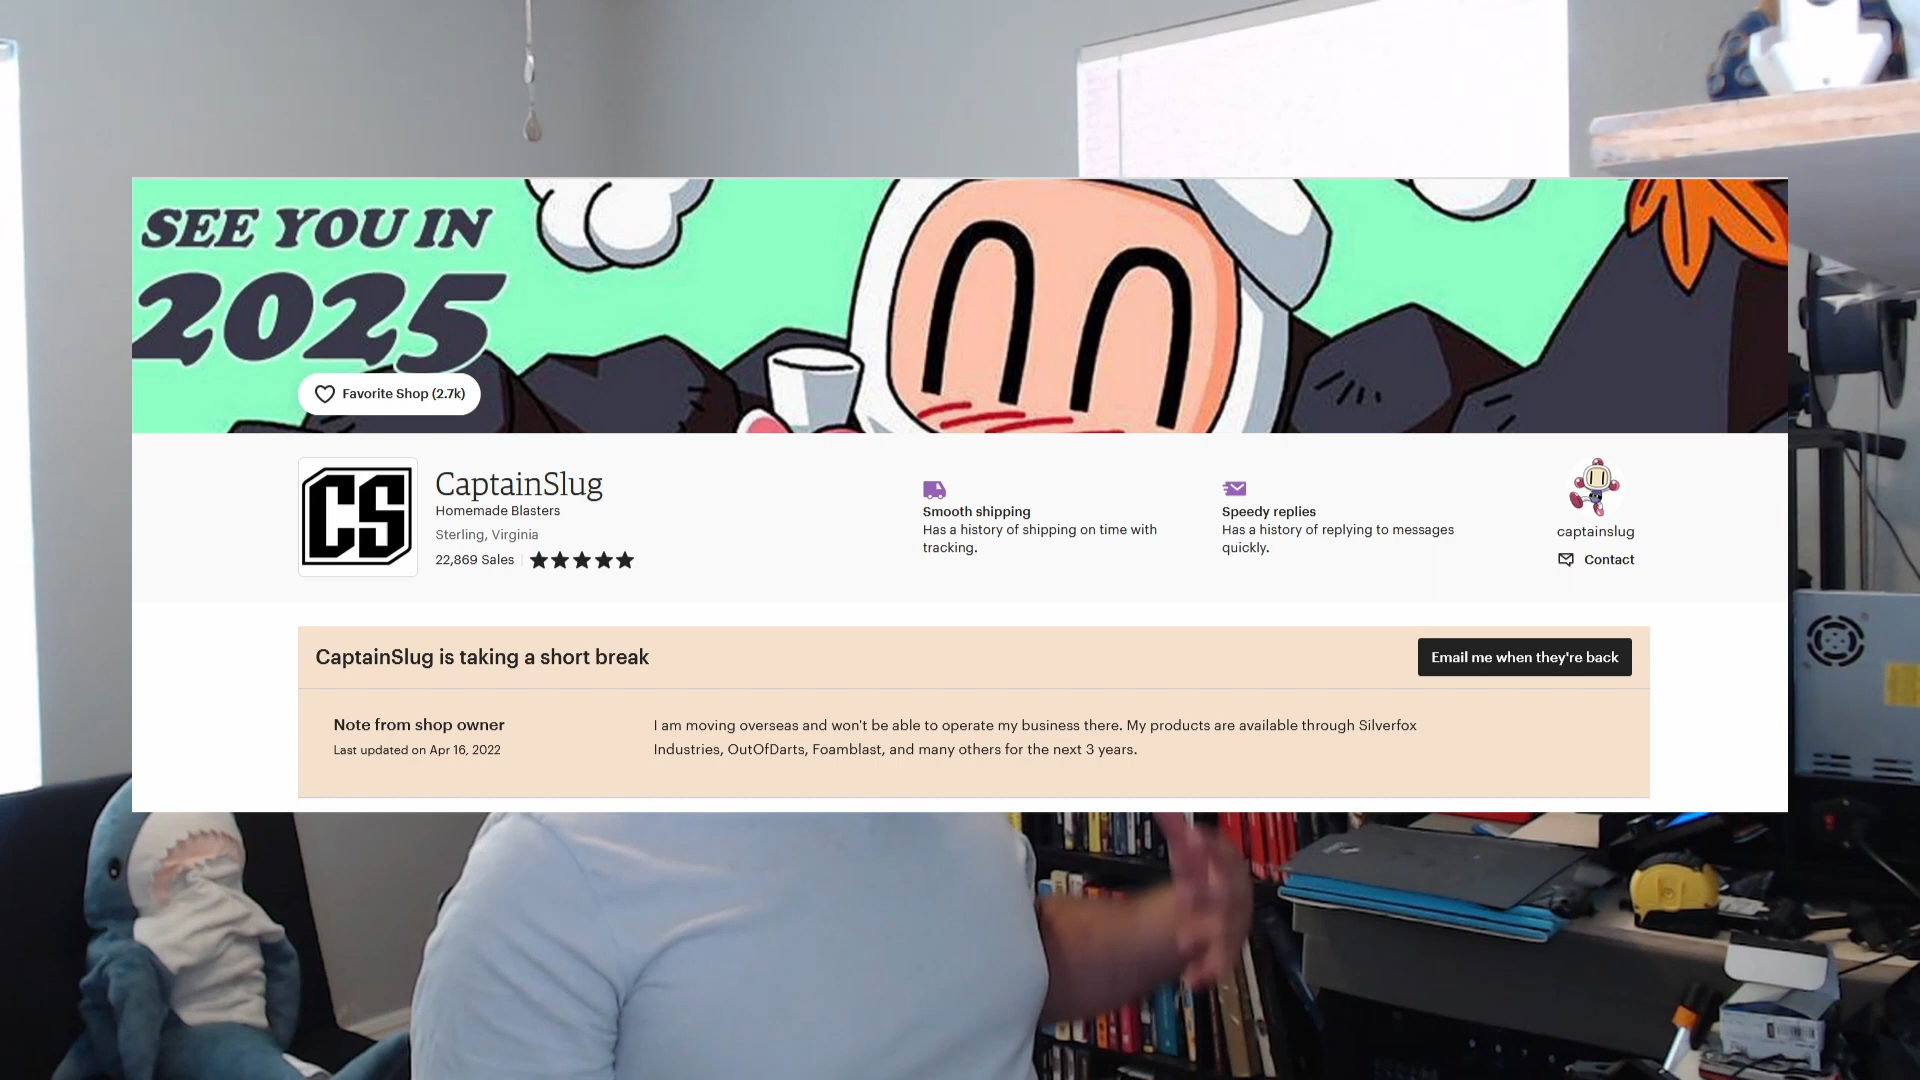 SEE YOU IN
2025
Favorite Shop (2.7k)
CS
CaptainSlug
Homemade Blasters
Sterling, Virginia
22,869 Sales
Smooth shipping
Has a history of shipping on time with
tracking.
Speedy replies
Has a history of replying to messages
quickly.
captainslug
Contact
CaptainSlug is taking a short break
Email me when they're back
Note from shop owner
Last updated on Apr 16, 2022
I am moving overseas and won't be able to operate my business there. My products are available through Silverfox
Industries, OutOfDarts, Foamblast, and many others for the next 3 years.